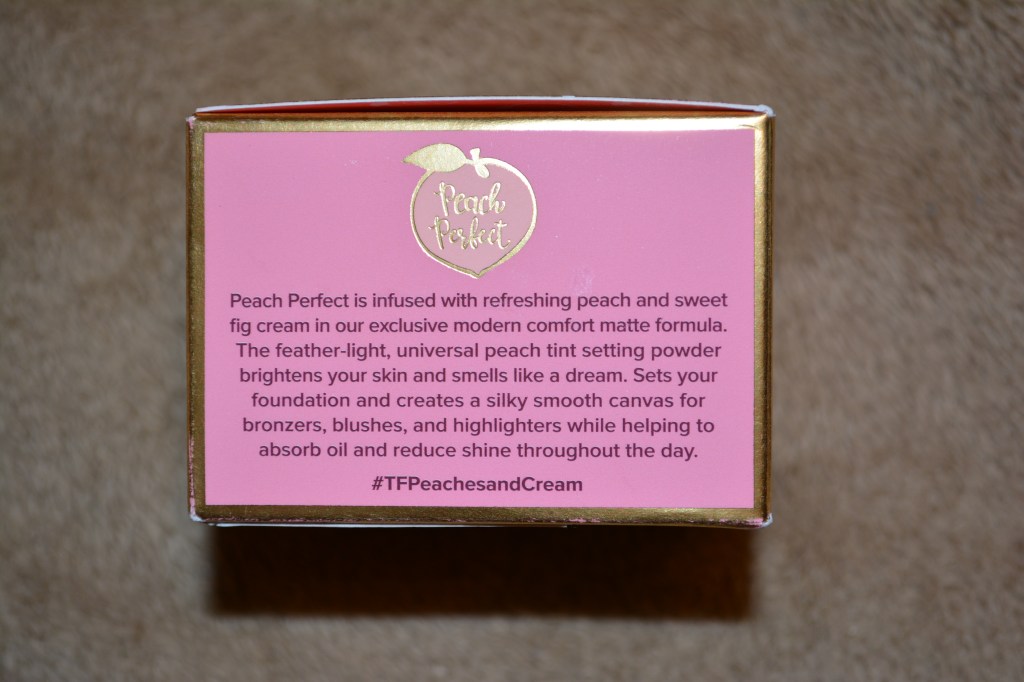 Peach
Perfect
Peach Perfect is infused with refreshing peach and sweet
fig cream in our exclusive modern comfort matte formula.
The feather-light, universal peach tint setting powder
brightens your skin and smells like a dream. Sets your
foundation and creates a silky smooth canvas for
bronzers, blushes, and highlighters while helping to
absorb oil and reduce shine throughout the day.
#TFPeachesandCream